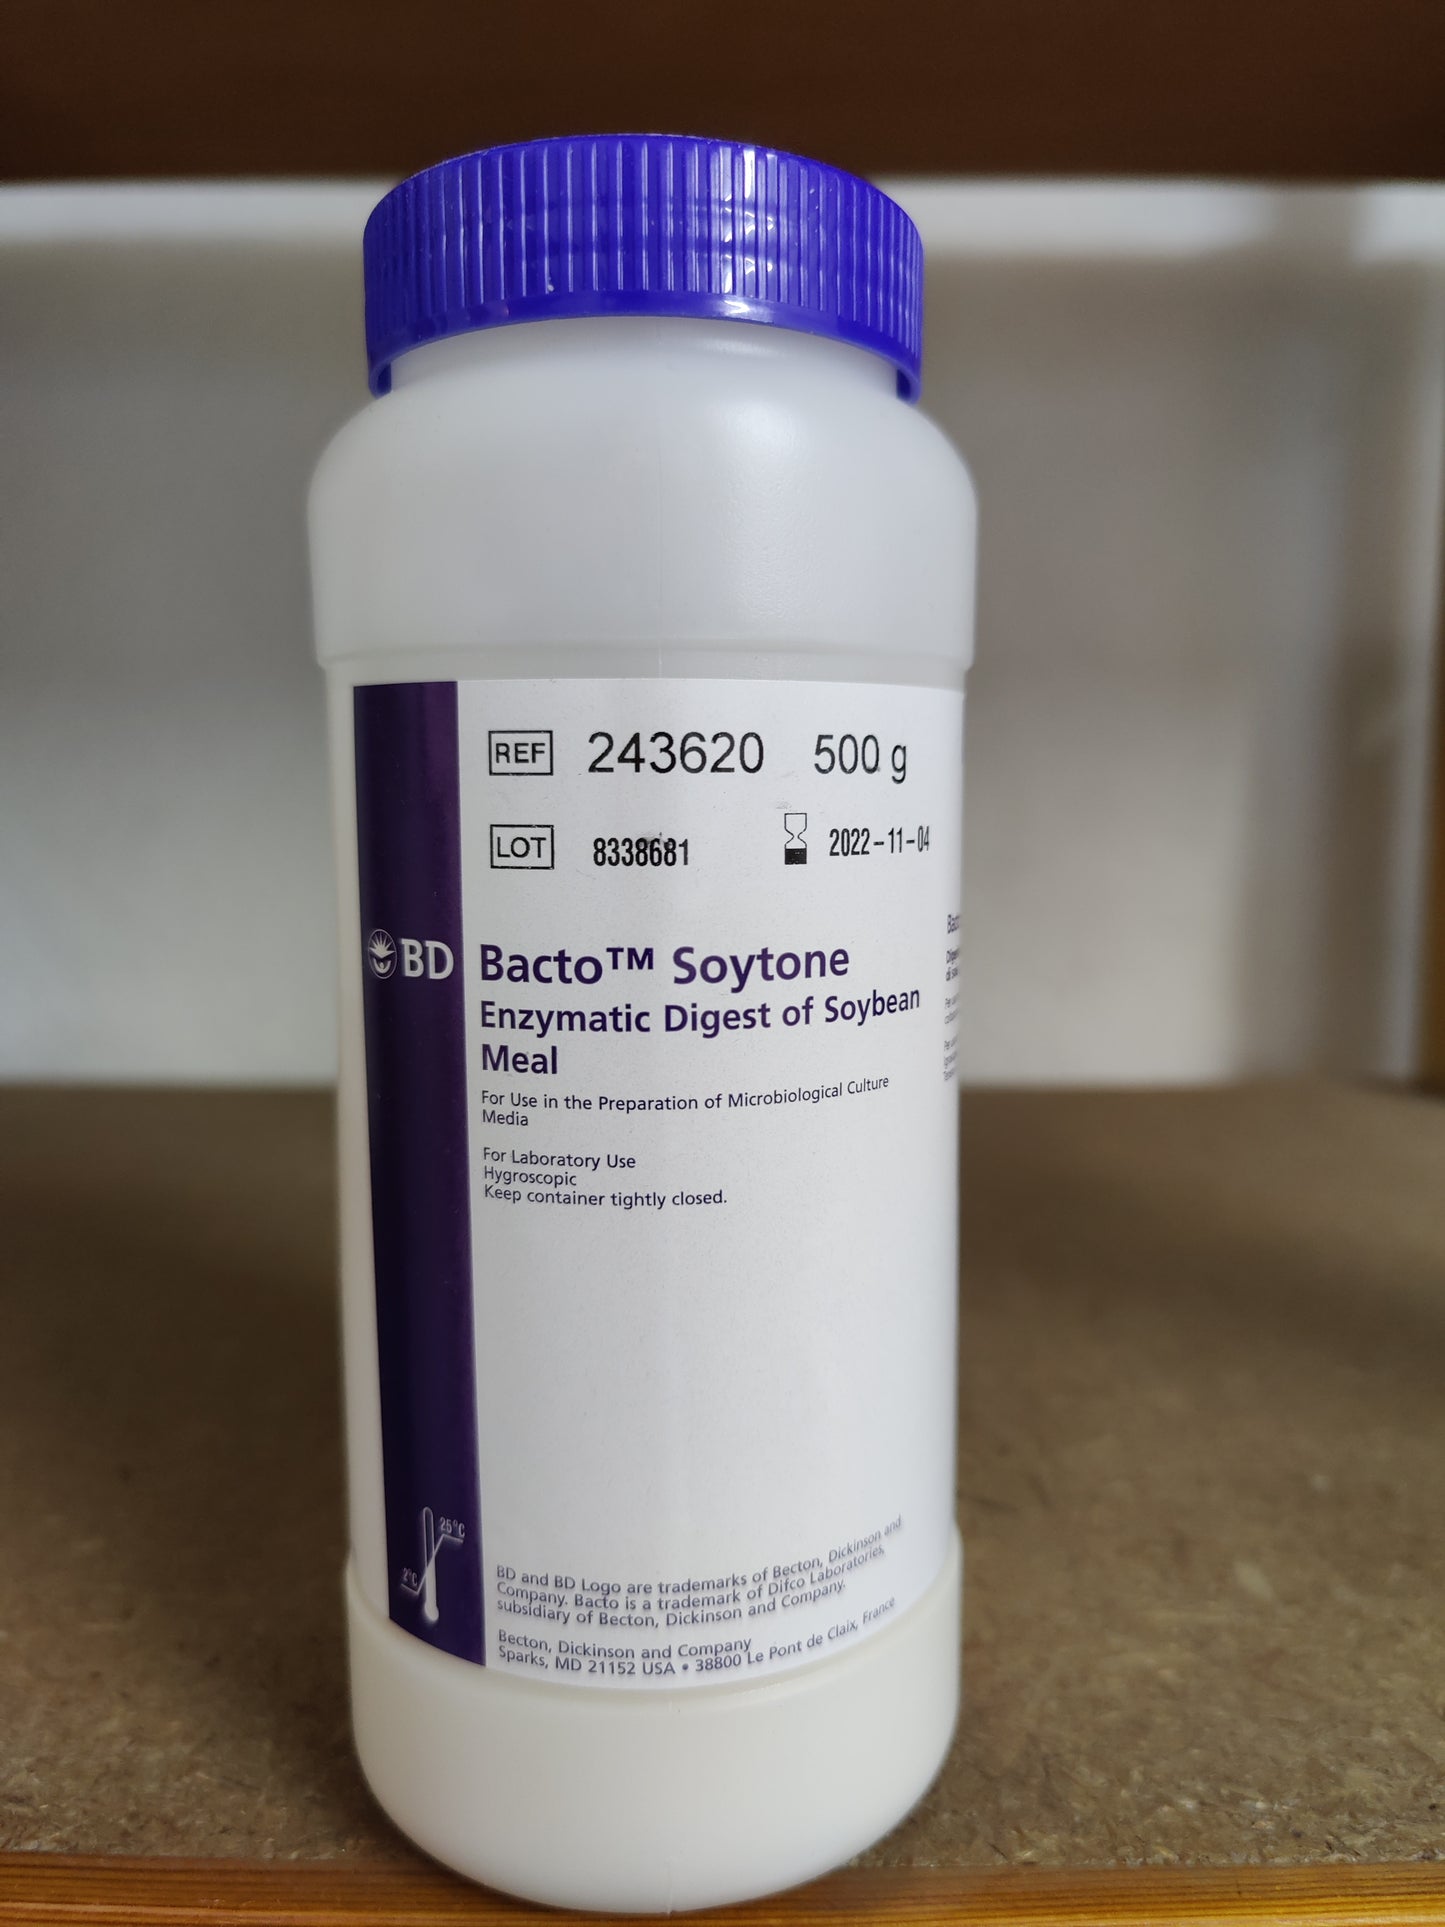 REF 243620 500 g
LOT 8338681 2022-11-04
BD Bacto™ Soytone
Enzymatic Digest of Soybean
Meal
For Use in the Preparation of Microbiological Culture
Media
For Laboratory Use
Hygroscopic
Keep container tightly closed.
25°C
2°C
BD and BD Logo are trademarks of Becton, Dickinson and
Company. Bacto is a trademark of Difco Laboratories,
subsidiary of Becton, Dickinson and Company.
Becton, Dickinson and Company
Sparks, MD 21152 USA • 38800 Le Pont de Claix, France